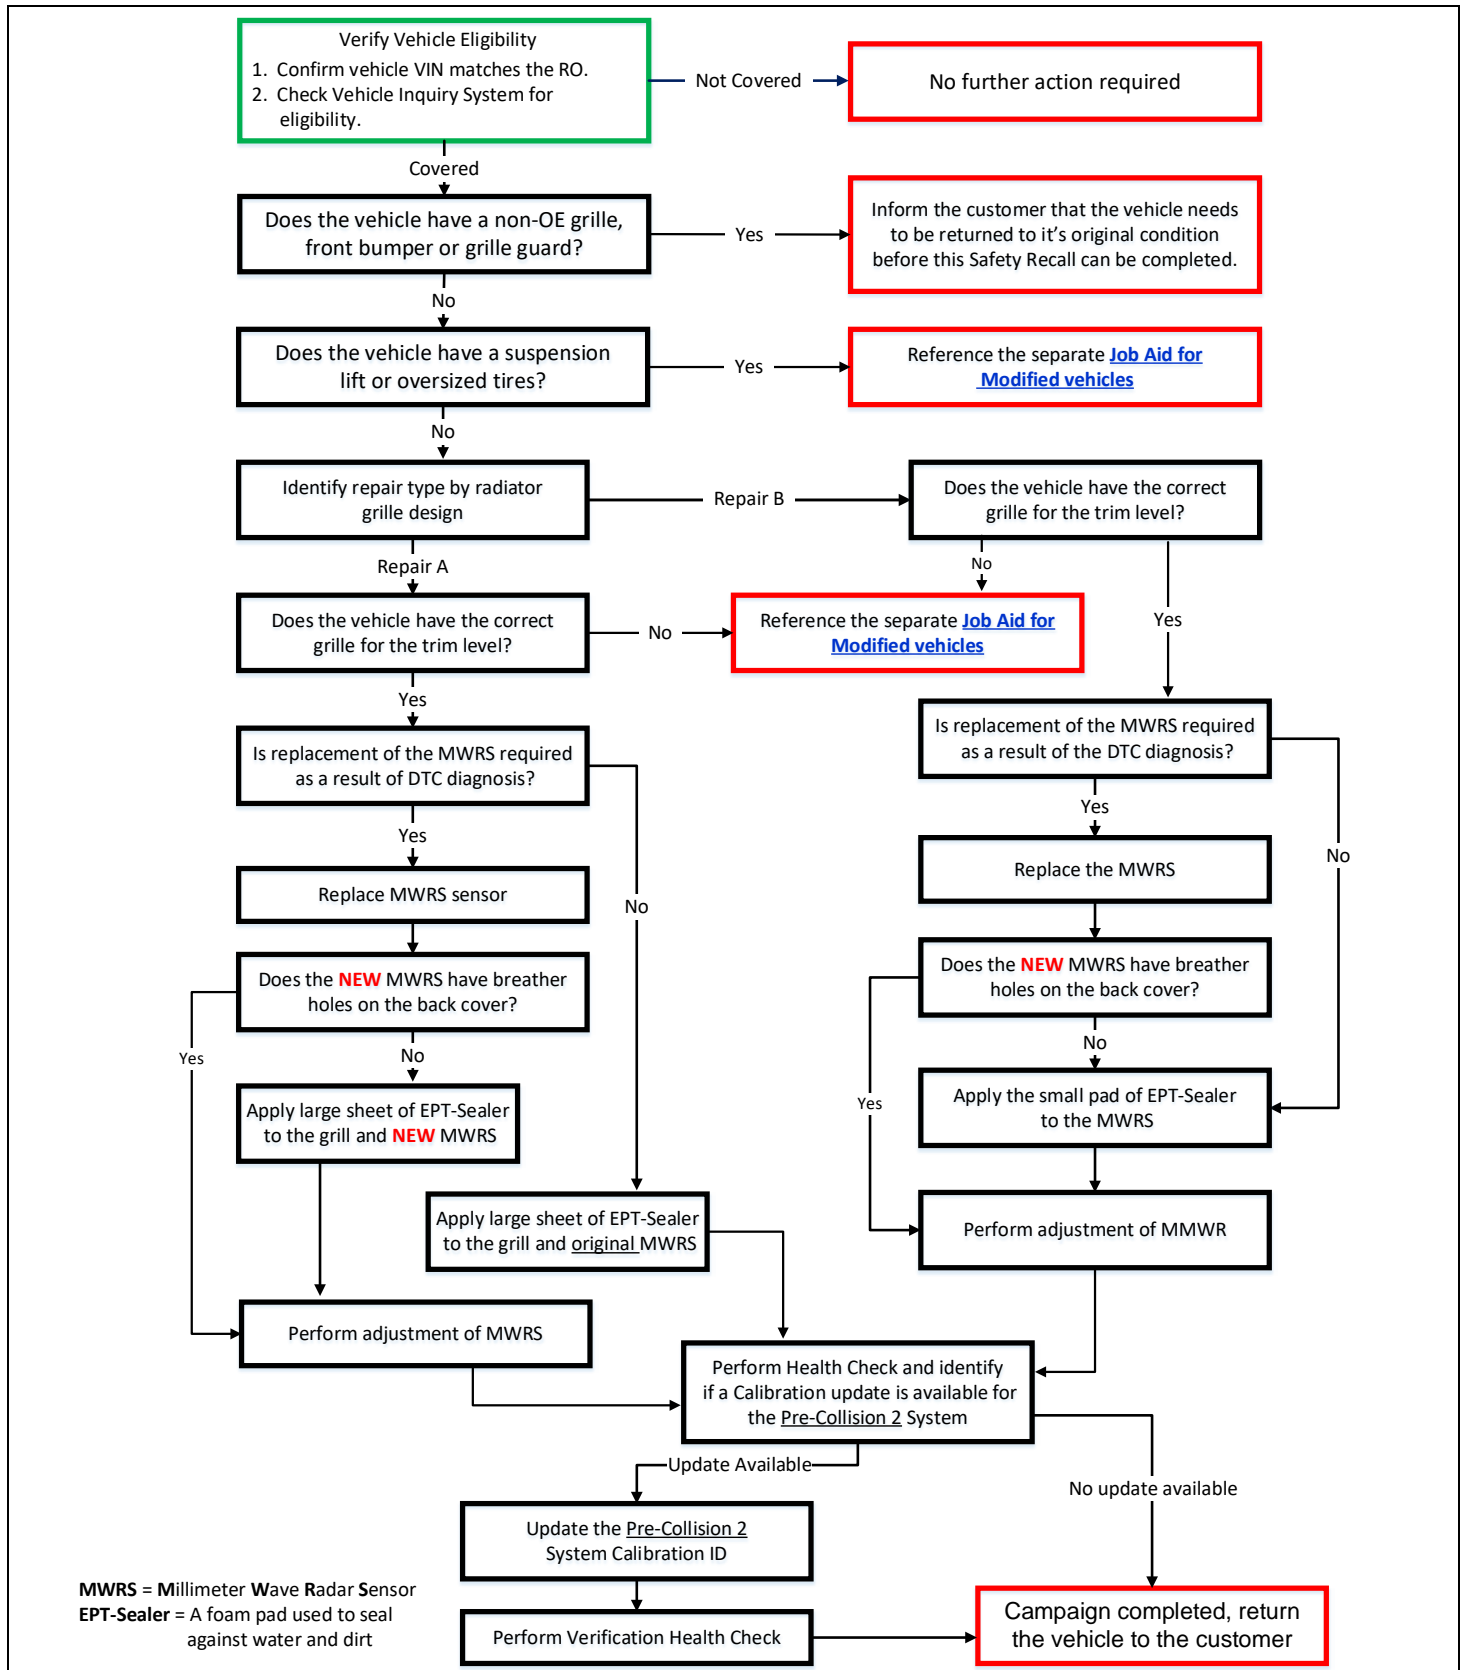 Verify Vehicle Eligibility
1. Confirm vehicle VIN matches the RO.
2. Check Vehicle Inquiry System for
eligibility.
Not Covered
No further action required
Covered
Does the vehicle have a non-OE grille,
front bumper or grille guard?
Yes
Inform the customer that the vehicle needs
to be returned to it's original condition
before this Safety Recall can be completed.
No
Does the vehicle have a suspension
lift or oversized tires?
Yes
Reference the separate Job Aid for
Modified vehicles
No
Identify repair type by radiator
grille design
Repair B
Does the vehicle have the correct
grille for the trim level?
Repair A
No
Yes
Does the vehicle have the correct
grille for the trim level?
No
Reference the separate Job Aid for
Modified vehicles
Yes
Is replacement of the MWRS required
as a result of DTC diagnosis?
Is replacement of the MWRS required
as a result of the DTC diagnosis?
Yes
No
Yes
No
Replace MWRS sensor
Replace the MWRS
Does the NEW MWRS have breather
holes on the back cover?
Does the NEW MWRS have breather
holes on the back cover?
Yes
No
Yes
No
Apply large sheet of EPT-Sealer
to the grill and NEW MWRS
Apply the small pad of EPT-Sealer
to the MWRS
Apply large sheet of EPT-Sealer
to the grill and original MWRS
Perform adjustment of MMWR
Perform adjustment of MWRS
Perform Health Check and identify
if a Calibration update is available for
the Pre-Collision 2 System
Update Available
No update available
Update the Pre-Collision 2
System Calibration ID
Perform Verification Health Check
Campaign completed, return
the vehicle to the customer
MWRS = Millimeter Wave Radar Sensor
EPT-Sealer = A foam pad used to seal
against water and dirt